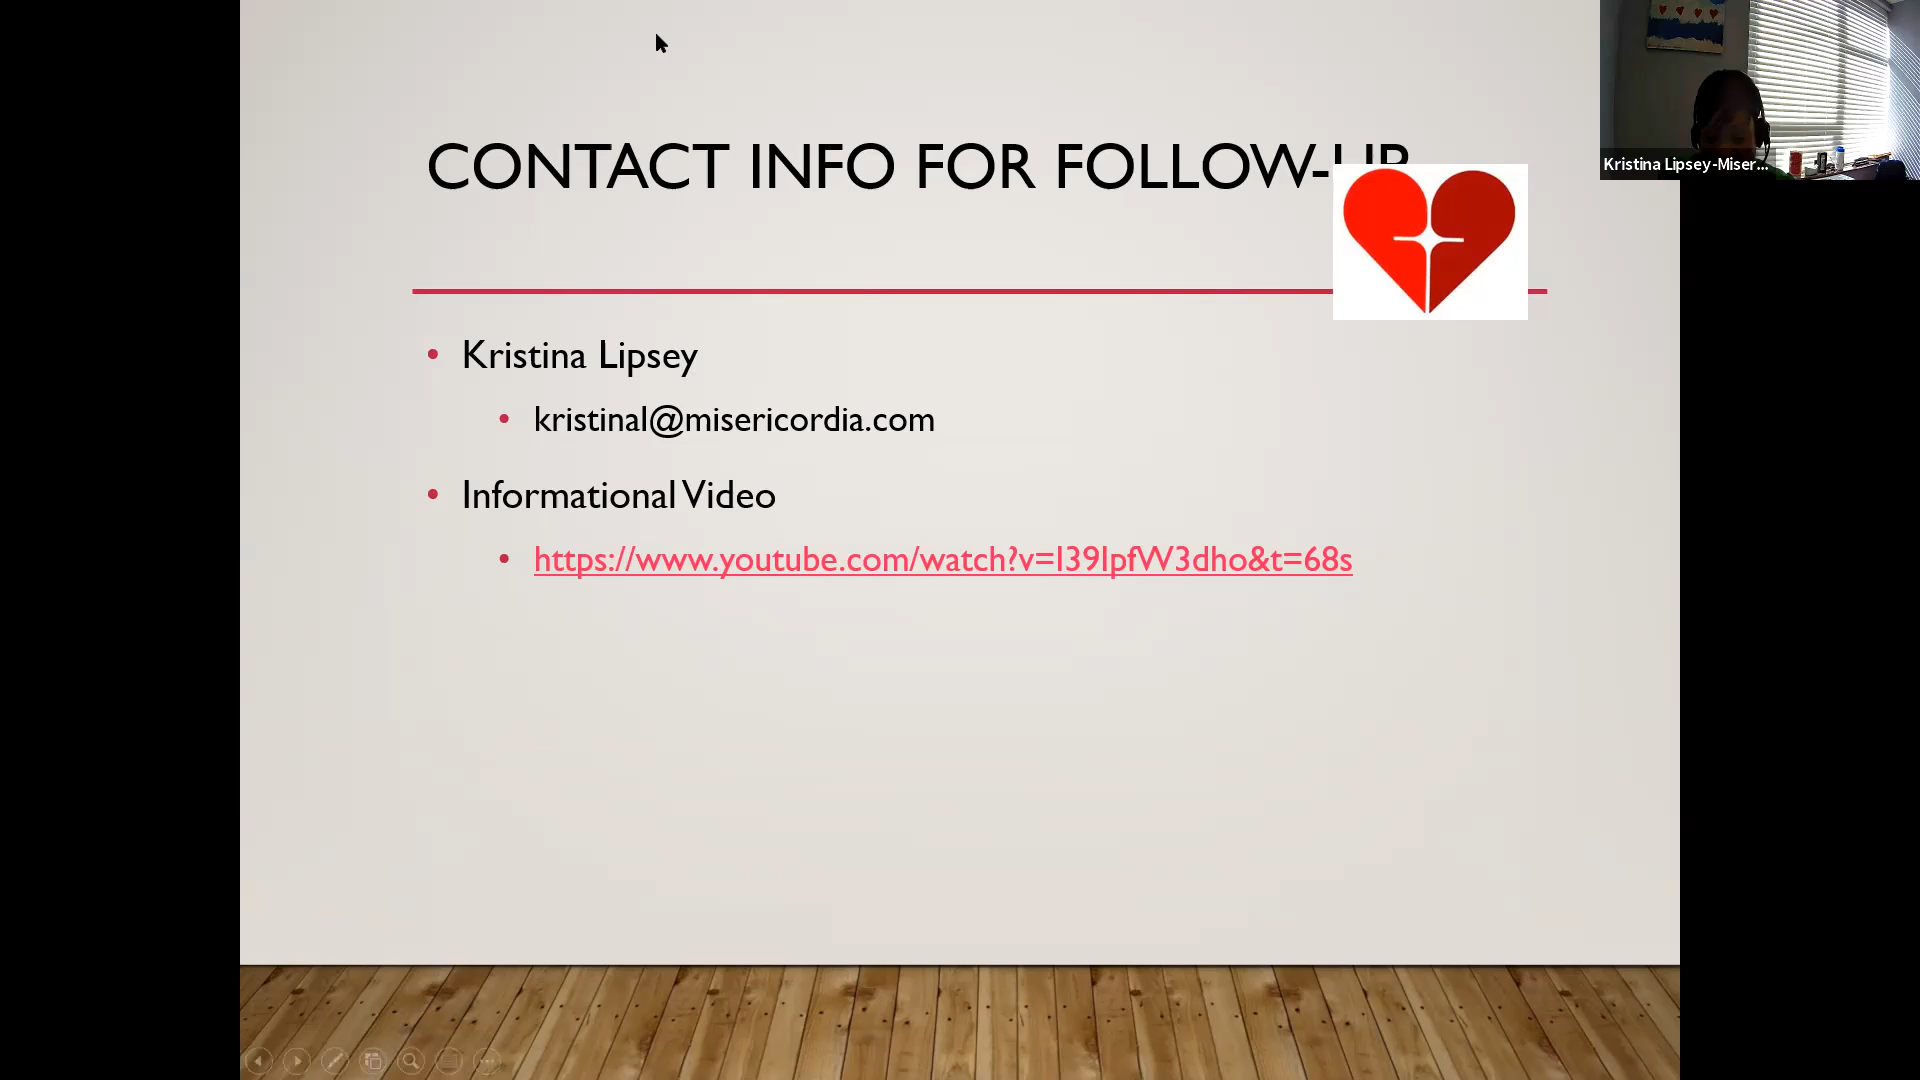 CONTACT INFO FOR FOLLOW-UP
Kristina Lipsey-Miser...
• Kristina Lipsey
• kristinal@misericordia.com
• Informational Video
• https://www.youtube.com/watch?v=l39lpfW3dho&t=68s